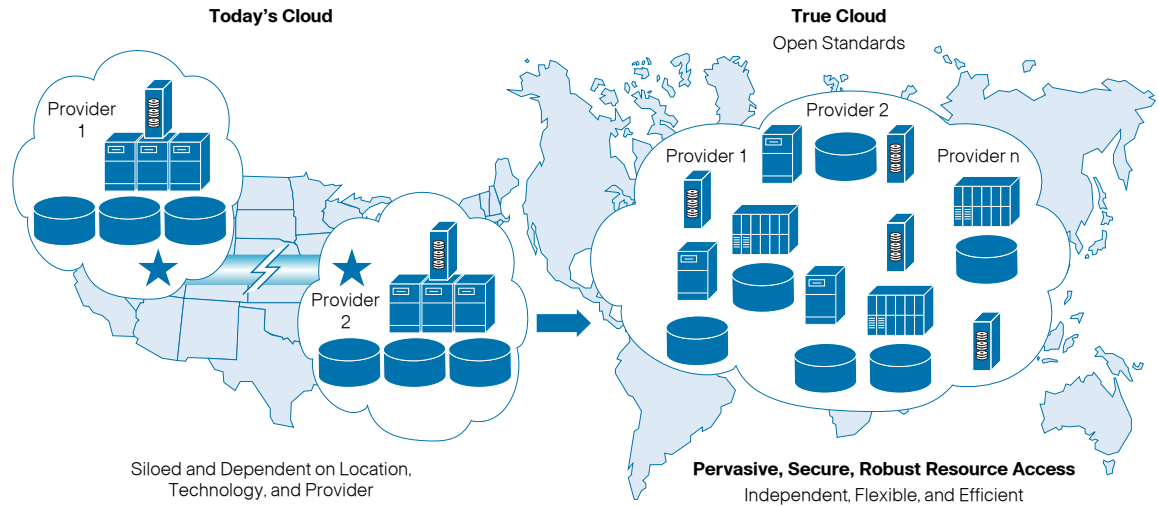 Today's Cloud
Provider
1
Provider
2
Siloed and Dependent on Location,
Technology, and Provider
True Cloud
Open Standards
Provider 1
Provider 2
Provider n
Pervasive, Secure, Robust Resource Access
Independent, Flexible, and Efficient